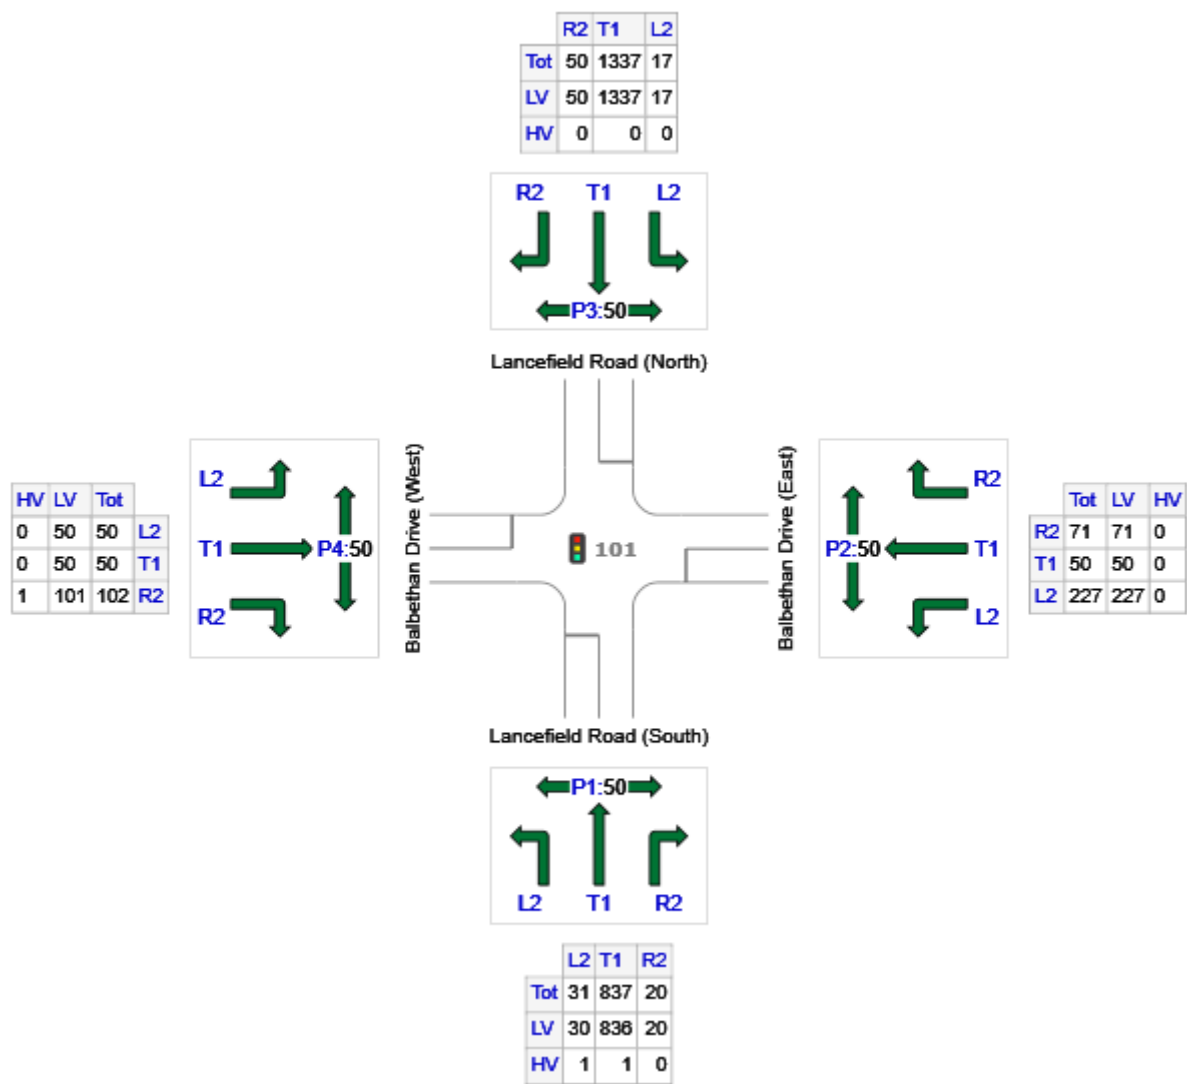 R2 T1 L2
Tot 50 1337 17
LV 50 1337 17
HV 0 0 0
R2 T1 L2
P3:50
Lancefield Road (North)
HV LV Tot
0 50 50 L2
0 50 50 T1
1 101 102 R2
L2
T1
R2
P4:50
Balbethan Drive (West)
101
Balbethan Drive (East)
P2:50
R2
T1
L2
Tot LV HV
R2 71 71 0
T1 50 50 0
L2 227 227 0
Lancefield Road (South)
P1:50
L2 T1 R2
L2 T1 R2
Tot 31 837 20
LV 30 836 20
HV 1 1 0